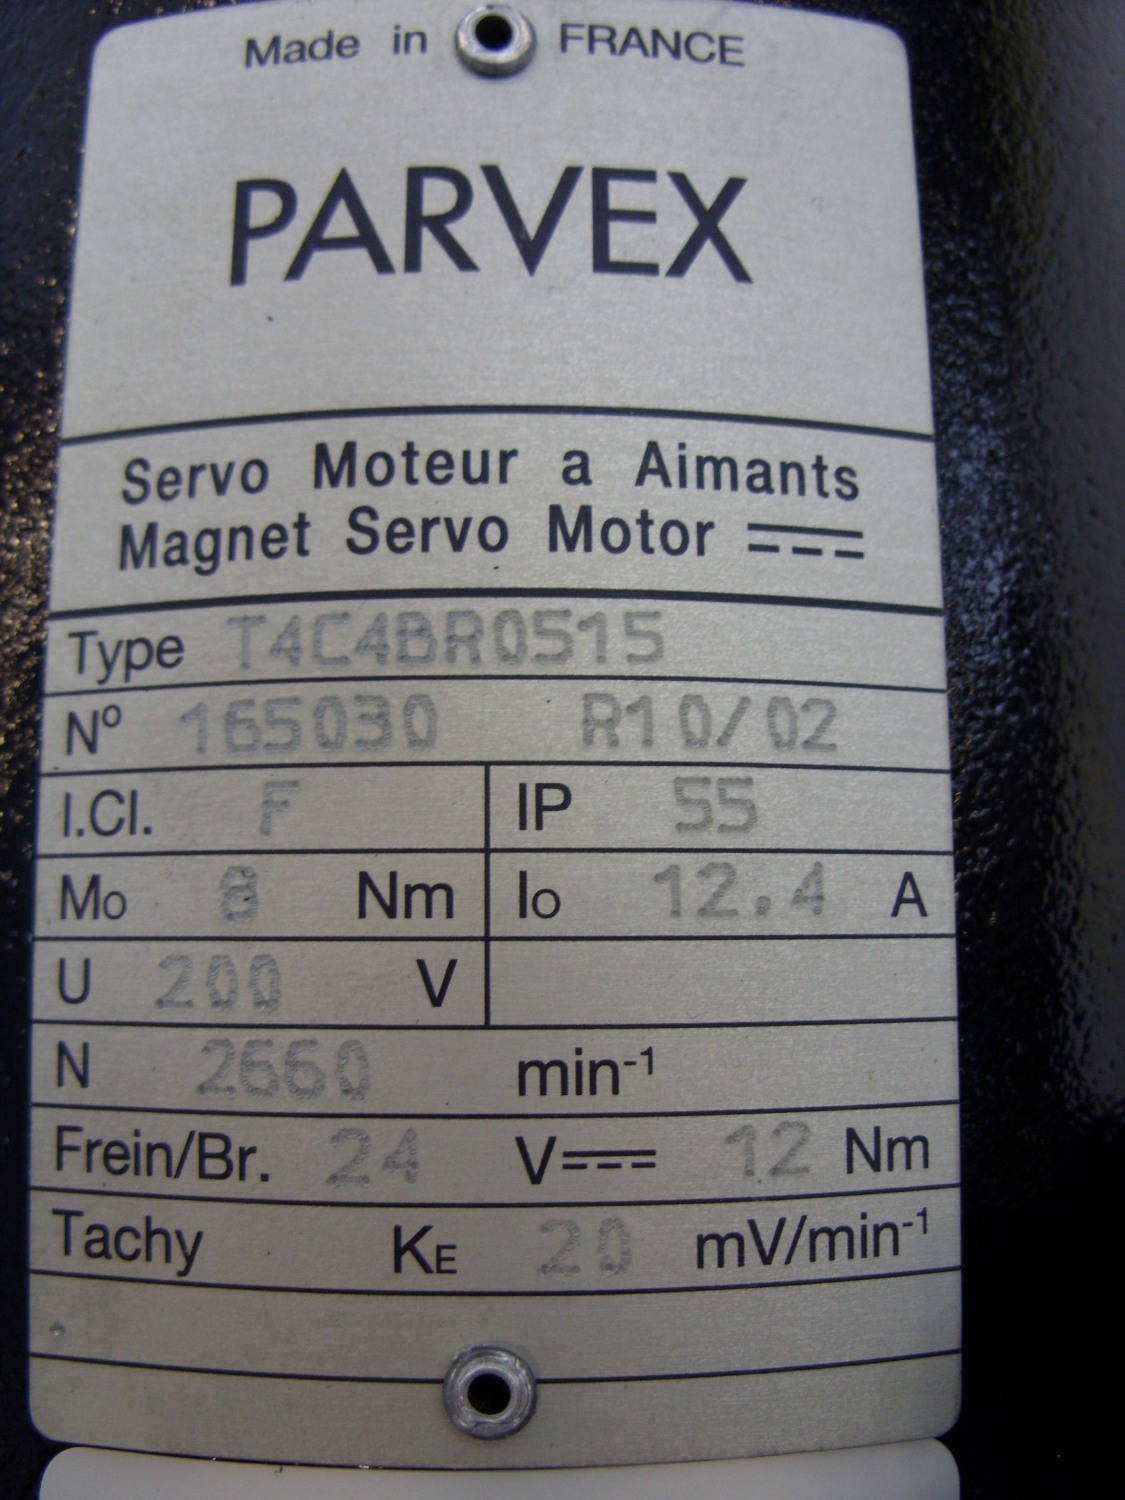 Made in FRANCE
PARVEX
Servo Moteur a Aimants
Magnet Servo Motor
Type T4C4BR0515
Nº 165030 R10/02
I.Cl. F IP 55
Mo 8 Nm Io 12.4 A
U 200 V
N 2660 min-1
Frein/Br. 24 V 12 Nm
Tachy KE 20 mV/min-1